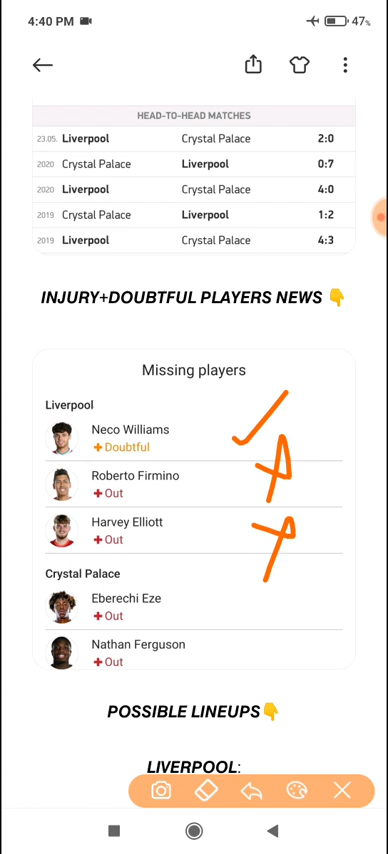 4:40 PM 47%
HEAD-TO-HEAD MATCHES
23.05. Liverpool Crystal Palace 2:0
2020 Crystal Palace Liverpool 0:7
2020 Liverpool Crystal Palace 4:0
2019 Crystal Palace Liverpool 1:2
2019 Liverpool Crystal Palace 4:3
INJURY+DOUBTFUL PLAYERS NEWS 👇
Missing players
Liverpool
Neco Williams
+ Doubtful
Roberto Firmino
+ Out
Harvey Elliott
+ Out
Crystal Palace
Eberechi Eze
+ Out
Nathan Ferguson
+ Out
POSSIBLE LINEUPS👇
LIVERPOOL: